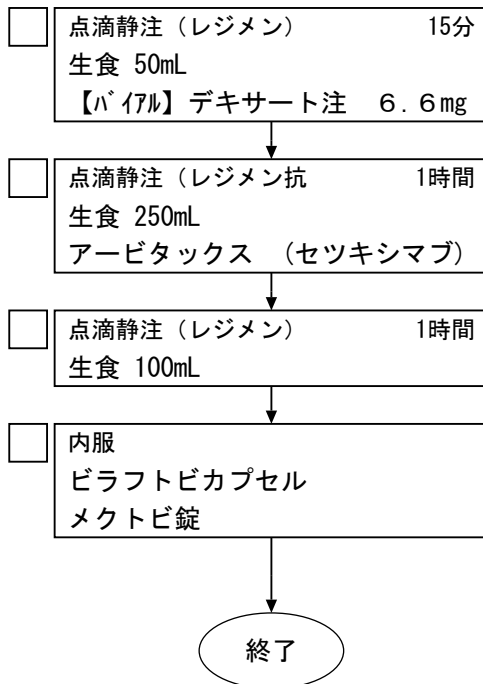 点滴静注（レジメン） 15分
生食 50mL
【ﾊﾞｲｱﾙ】デキサート注　６．６mg
点滴静注（レジメン抗 1時間
生食 250mL
アービタックス　（セツキシマブ）
点滴静注（レジメン） 1時間
生食 100mL
内服
ビラフトビカプセル
メクトビ錠
終了